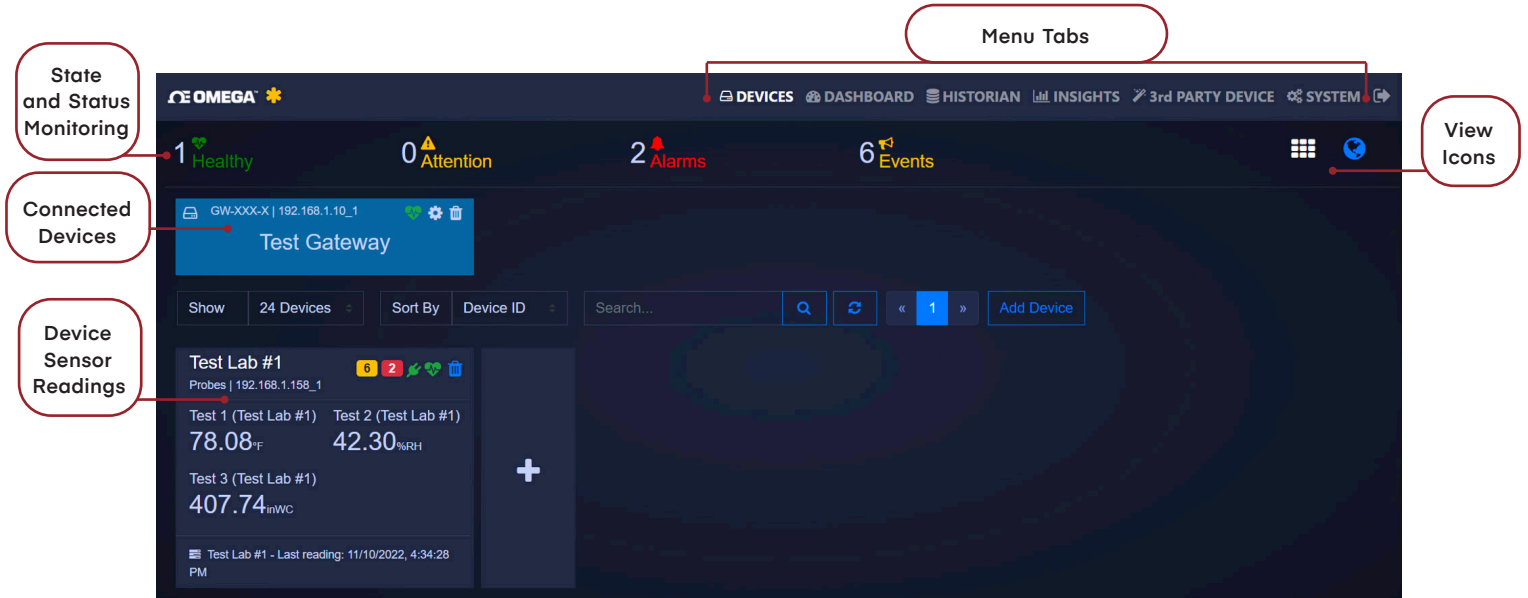 Menu Tabs
State
and Status
Monitoring
OMEGA™
DEVICES DASHBOARD HISTORIAN INSIGHTS 3rd PARTY DEVICE SYSTEM
1 Healthy 0 Attention 2 Alarms 6 Events
View
Icons
Connected
Devices
GW-XXX-X | 192.168.1.10_1
Test Gateway
Show 24 Devices Sort By Device ID Search... « 1 » Add Device
Device
Sensor
Readings
Test Lab #1 6 2
Probes | 192.168.1.158_1
Test 1 (Test Lab #1) Test 2 (Test Lab #1)
78.08°F 42.30%RH
Test 3 (Test Lab #1)
407.74inWC
Test Lab #1 - Last reading: 11/10/2022, 4:34:28
PM